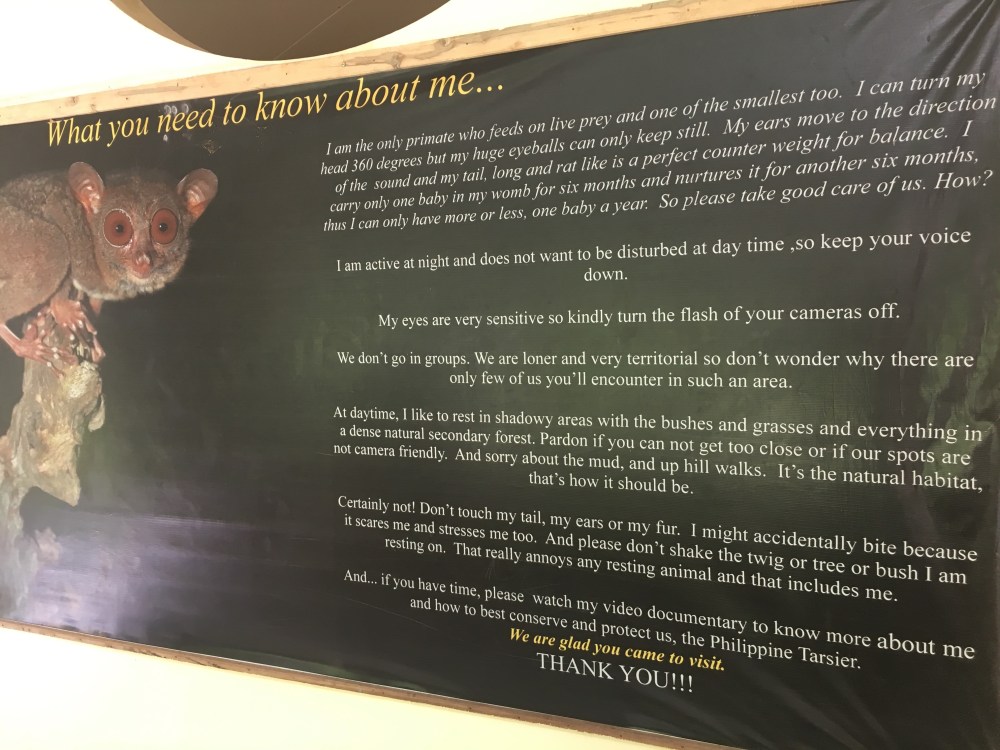 What you need to know about me...
I am the only primate who feeds on live prey and one of the smallest too. I can turn my
head 360 degrees but my huge eyeballs can only keep still. My ears move to the direction
of the sound and my tail, long and rat like is a perfect counter weight for balance. I
carry only one baby in my womb for six months and nurtures it for another six months,
thus I can only have more or less, one baby a year. So please take good care of us. How?
I am active at night and does not want to be disturbed at day time ,so keep your voice
down.
My eyes are very sensitive so kindly turn the flash of your cameras off.
We don't go in groups. We are loner and very territorial so don't wonder why there are
only few of us you'll encounter in such an area.
At daytime, I like to rest in shadowy areas with the bushes and grasses and everything in
a dense natural secondary forest. Pardon if you can not get too close or if our spots are
not camera friendly. And sorry about the mud, and up hill walks. It's the natural habitat,
that's how it should be.
Certainly not! Don't touch my tail, my ears or my fur. I might accidentally bite because
it scares me and stresses me too. And please don't shake the twig or tree or bush I am
resting on. That really annoys any resting animal and that includes me.
And... if you have time, please watch my video documentary to know more about me
and how to best conserve and protect us, the Philippine Tarsier.
We are glad you came to visit.
THANK YOU!!!